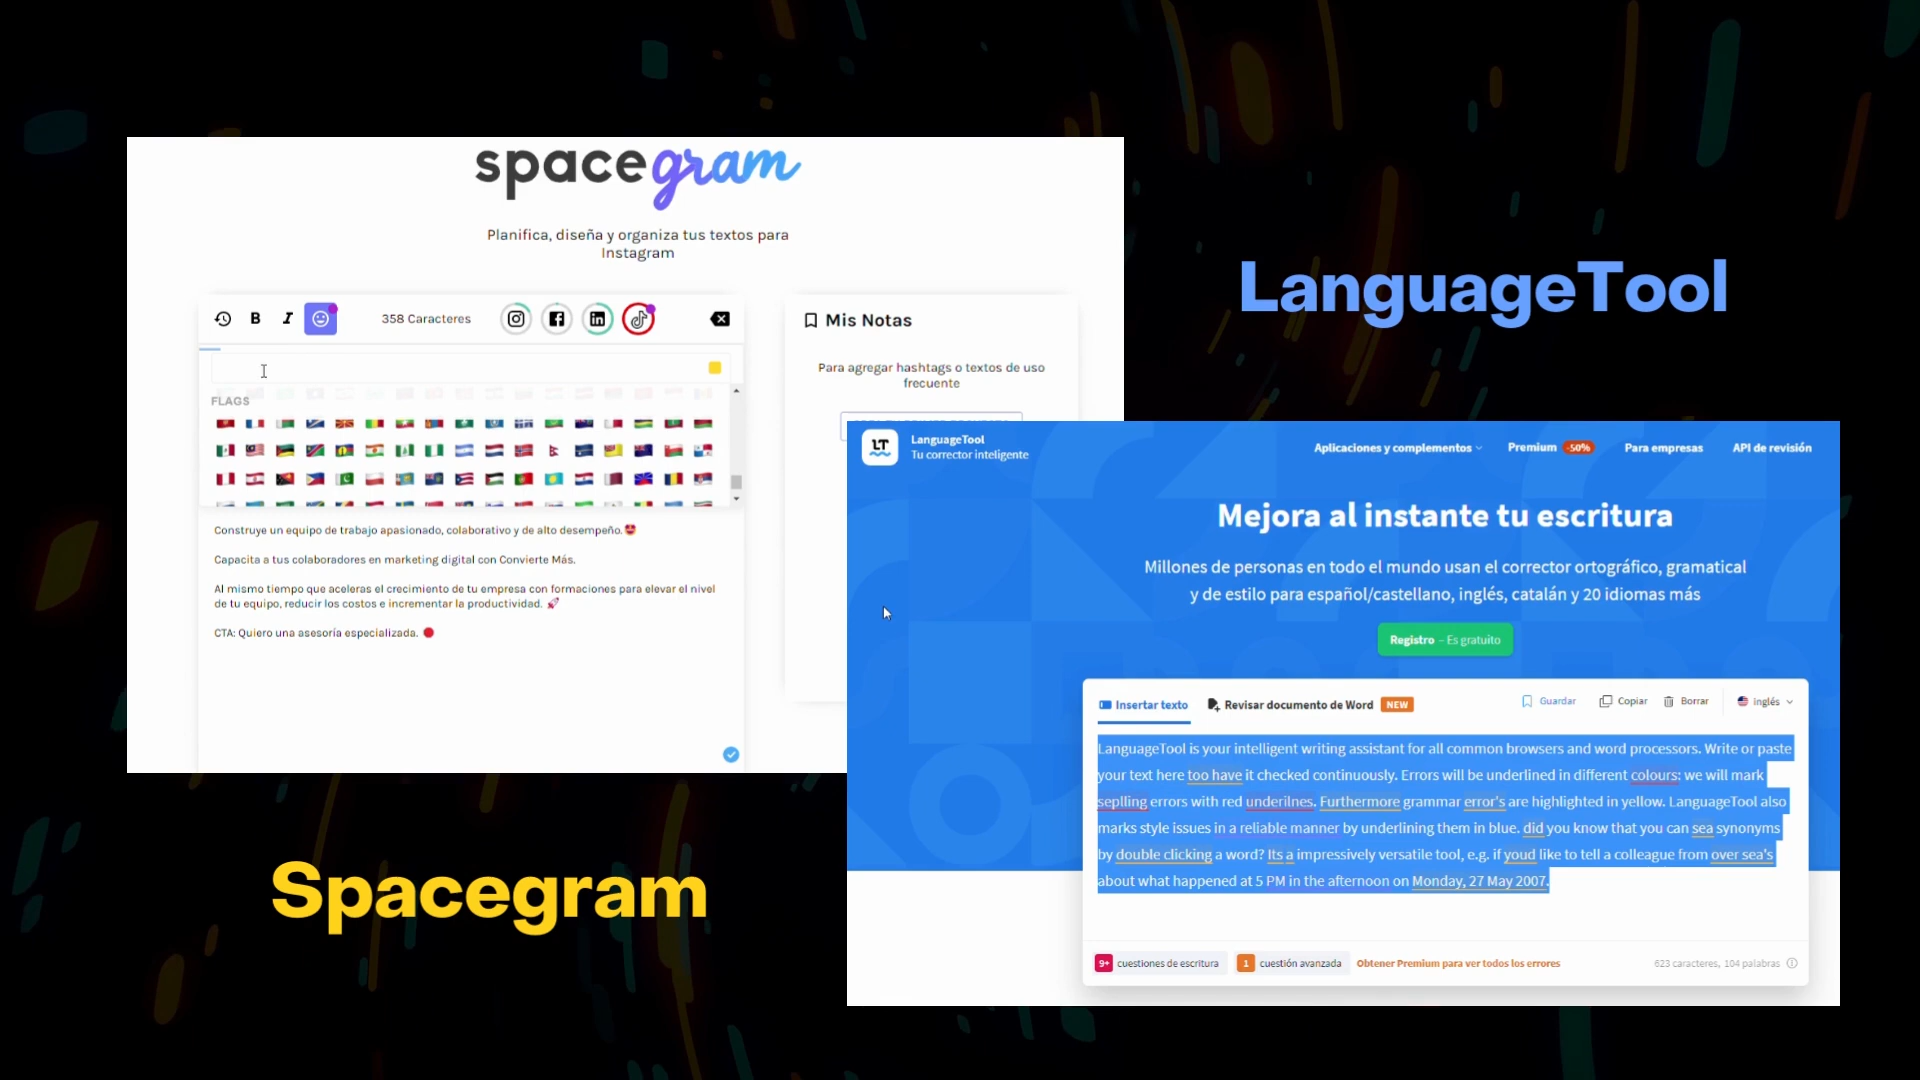 spacegram
Planifica, diseña y organiza tus textos para
Instagram
B I 358 Caracteres
FLAGS
Construye un equipo de trabajo apasionado, colaborativo y de alto desempeño. 😍
Capacita a tus colaboradores en marketing digital con Convierte Más.
Al mismo tiempo que aceleras el crecimiento de tu empresa con formaciones para elevar el nivel
de tu equipo, reducir los costos e incrementar la productividad. 🚀
CTA: Quiero una asesoría especializada. 🔴
Mis Notas
Para agregar hashtags o textos de uso
frecuente
LanguageTool
Spacegram
LT
LanguageTool
Tu corrector inteligente
Aplicaciones y complementos
Premium -50%
Para empresas
API de revisión
Mejora al instante tu escritura
Millones de personas en todo el mundo usan el corrector ortográfico, gramatical
y de estilo para español/castellano, inglés, catalán y 20 idiomas más
Registro – Es gratuito
Insertar texto
Revisar documento de Word NEW
Guardar
Copiar
Borrar
Inglés
LanguageTool is your intelligent writing assistant for all common browsers and word processors. Write or paste
your text here too have it checked continuously. Errors will be underlined in different colours: we will mark
seplling errors with red underilnes. Furthermore grammar error's are highlighted in yellow. LanguageTool also
marks style issues in a reliable manner by underlining them in blue. did you know that you can sea synonyms
by double clicking a word? Its a impressively versatile tool, e.g. if youd like to tell a colleague from over sea's
about what happened at 5 PM in the afternoon on Monday, 27 May 2007.
9+ cuestiones de escritura
1 cuestión avanzada
Obtener Premium para ver todos los errores
623 caracteres, 104 palabras